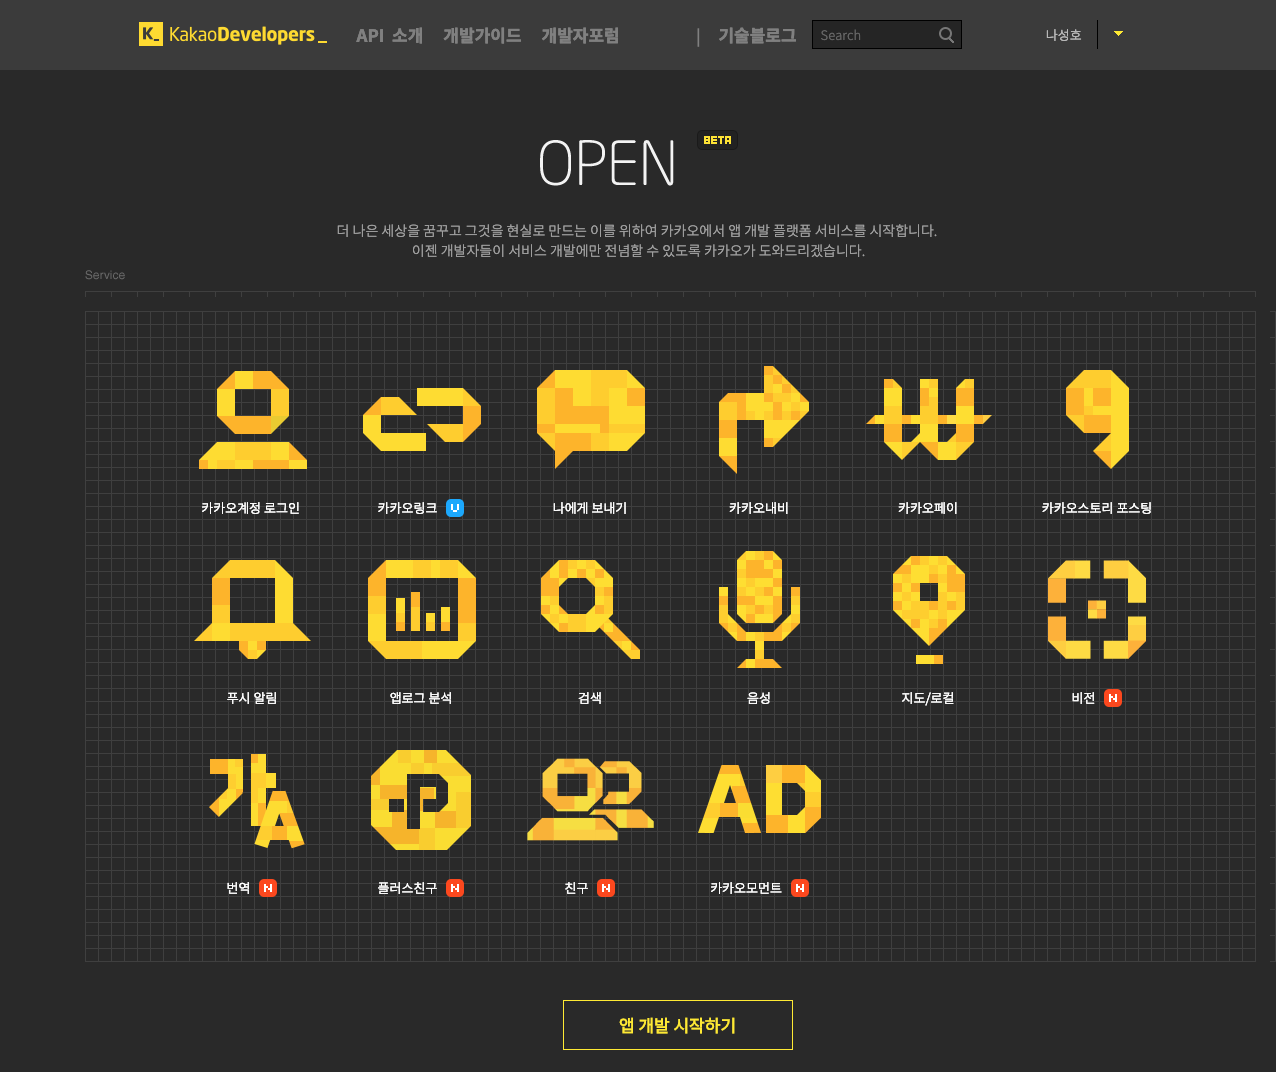 K_ KakaoDevelopers_ API 소개 개발가이드 개발자포럼 | 기술블로그 Search 나성호
OPEN BETA
더 나은 세상을 꿈꾸고 그것을 현실로 만드는 이를 위하여 카카오에서 앱 개발 플랫폼 서비스를 시작합니다.
이젠 개발자들이 서비스 개발에만 전념할 수 있도록 카카오가 도와드리겠습니다.
Service
카카오계정 로그인 카카오링크 U 나에게 보내기 카카오내비 카카오페이 카카오스토리 포스팅
푸시 알림 앱로그 분석 검색 음성 지도/로컬 비전 N
가 A P AD
번역 N 플러스친구 N 친구 N 카카오모먼트 N
앱 개발 시작하기